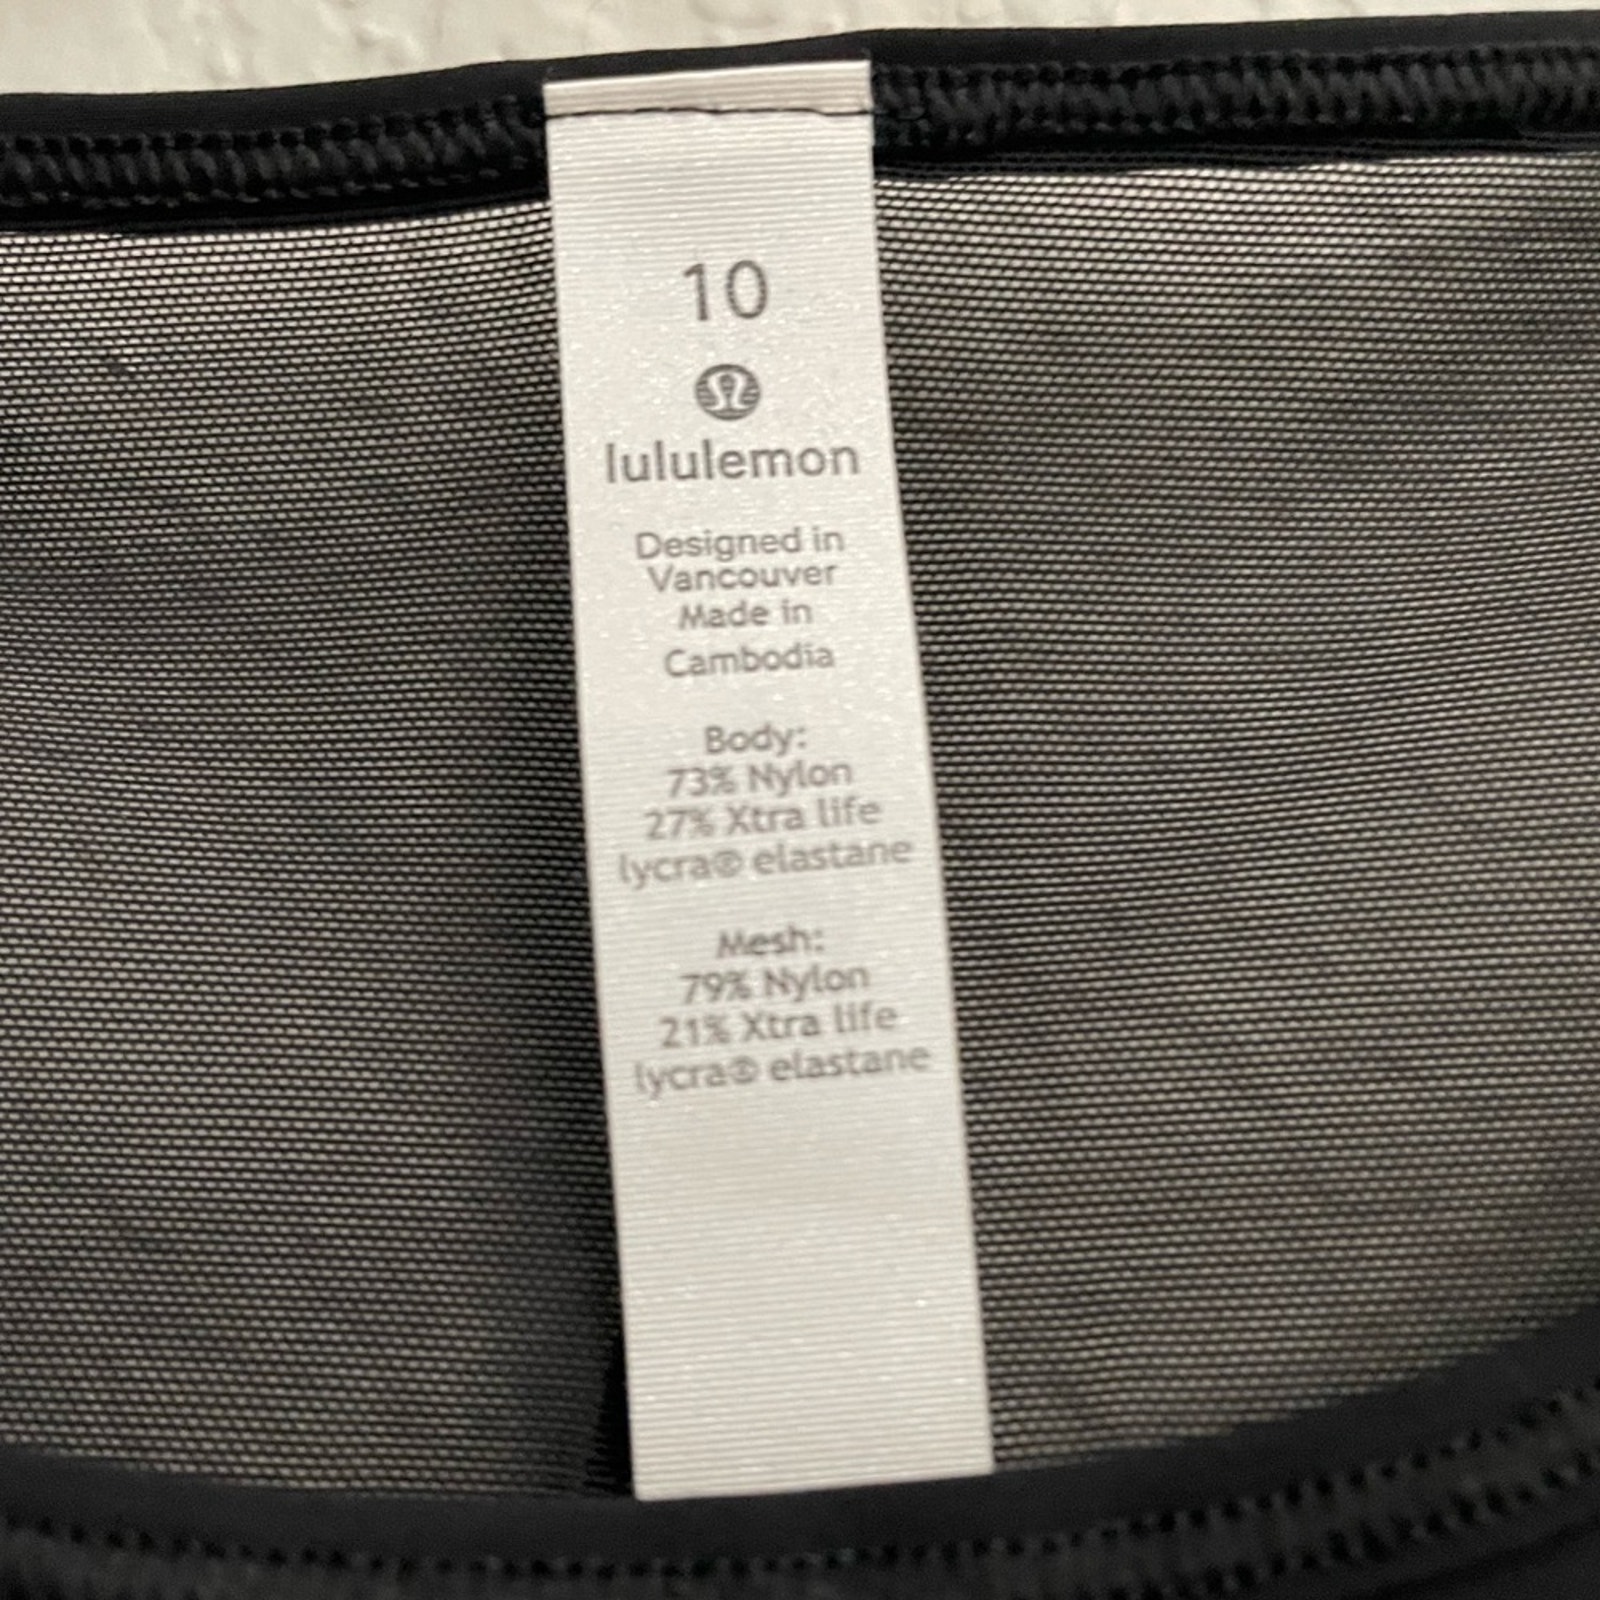 10
lululemon
Designed in
Vancouver
Made in
Cambodia
Body:
73% Nylon
27% Xtra life
lycra® elastane
Mesh:
79% Nylon
21% Xtra life
lycra® elastane